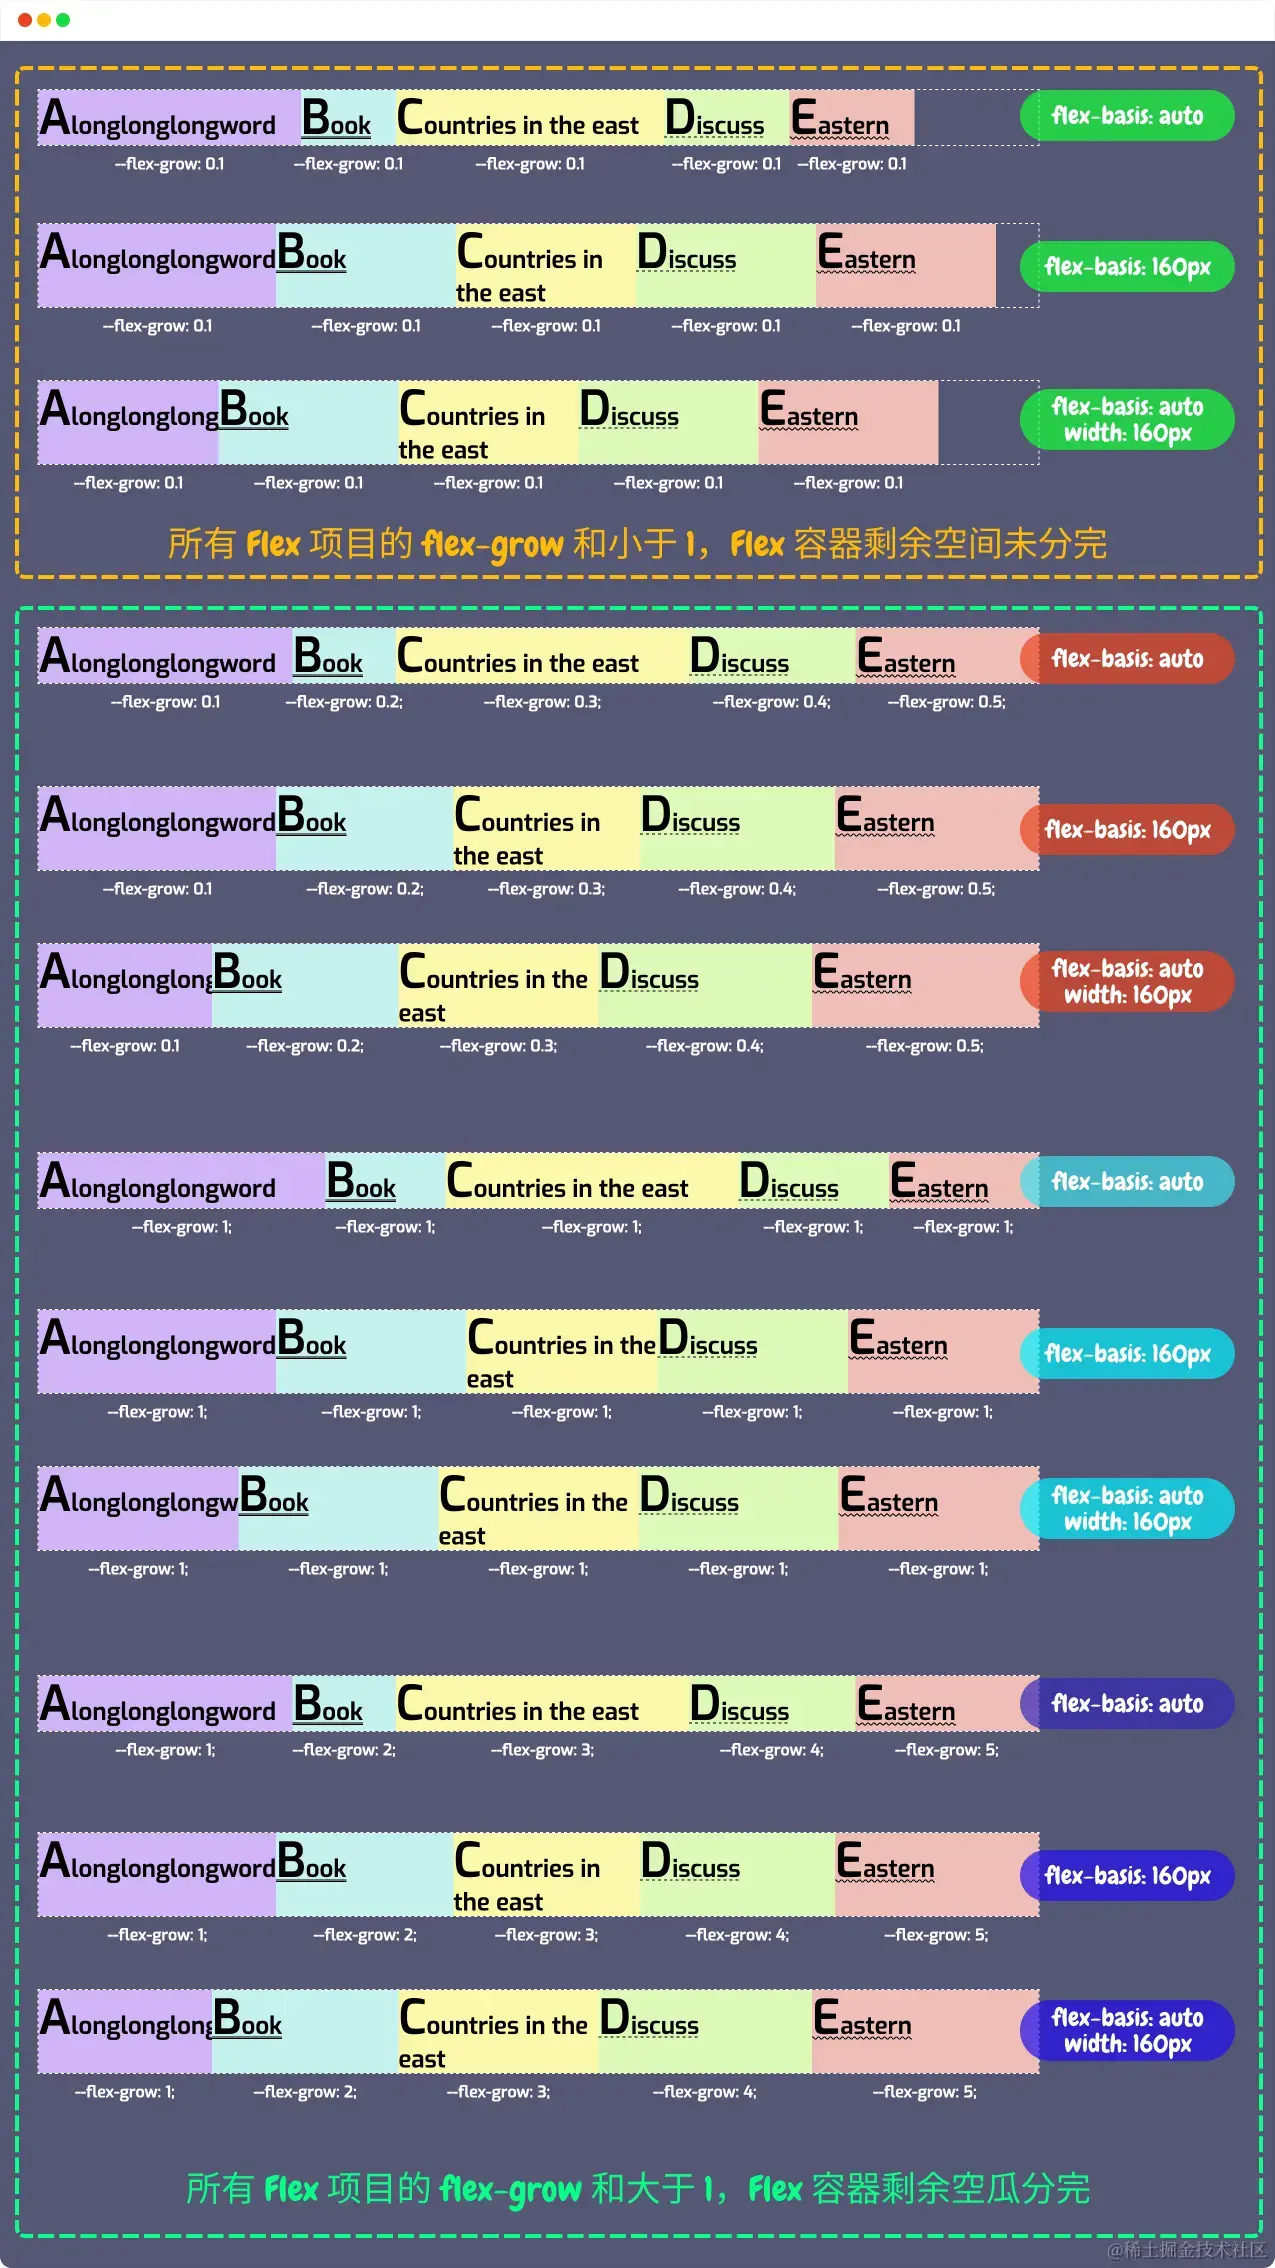 Alonglonglongword Book Countries in the east Discuss Eastern flex-basis: auto
--flex-grow: 0.1 --flex-grow: 0.1 --flex-grow: 0.1 --flex-grow: 0.1 --flex-grow: 0.1
Alonglonglongword Book Countries in Discuss Eastern flex-basis: 160px
the east
--flex-grow: 0.1 --flex-grow: 0.1 --flex-grow: 0.1 --flex-grow: 0.1 --flex-grow: 0.1
Alonglonglong Book Countries in Discuss Eastern flex-basis: auto
the east width: 160px
--flex-grow: 0.1 --flex-grow: 0.1 --flex-grow: 0.1 --flex-grow: 0.1 --flex-grow: 0.1
所有 Flex 项目的 flex-grow 和小于 1，Flex 容器剩余空间未分完
Alonglonglongword Book Countries in the east Discuss Eastern flex-basis: auto
--flex-grow: 0.1 --flex-grow: 0.2; --flex-grow: 0.3; --flex-grow: 0.4; --flex-grow: 0.5;
Alonglonglongword Book Countries in Discuss Eastern flex-basis: 160px
the east
--flex-grow: 0.1 --flex-grow: 0.2; --flex-grow: 0.3; --flex-grow: 0.4; --flex-grow: 0.5;
Alonglonglong Book Countries in the Discuss Eastern flex-basis: auto
east width: 160px
--flex-grow: 0.1 --flex-grow: 0.2; --flex-grow: 0.3; --flex-grow: 0.4; --flex-grow: 0.5;
Alonglonglongword Book Countries in the east Discuss Eastern flex-basis: auto
--flex-grow: 1; --flex-grow: 1; --flex-grow: 1; --flex-grow: 1; --flex-grow: 1;
Alonglonglongword Book Countries in the Discuss Eastern flex-basis: 160px
east
--flex-grow: 1; --flex-grow: 1; --flex-grow: 1; --flex-grow: 1; --flex-grow: 1;
Alonglonglongw Book Countries in the Discuss Eastern flex-basis: auto
east width: 160px
--flex-grow: 1; --flex-grow: 1; --flex-grow: 1; --flex-grow: 1; --flex-grow: 1;
Alonglonglongword Book Countries in the east Discuss Eastern flex-basis: auto
--flex-grow: 1; --flex-grow: 2; --flex-grow: 3; --flex-grow: 4; --flex-grow: 5;
Alonglonglongword Book Countries in Discuss Eastern flex-basis: 160px
the east
--flex-grow: 1; --flex-grow: 2; --flex-grow: 3; --flex-grow: 4; --flex-grow: 5;
Alonglonglong Book Countries in the Discuss Eastern flex-basis: auto
east width: 160px
--flex-grow: 1; --flex-grow: 2; --flex-grow: 3; --flex-grow: 4; --flex-grow: 5;
所有 Flex 项目的 flex-grow 和大于 1，Flex 容器剩余空瓜分完
@稀土掘金技术社区